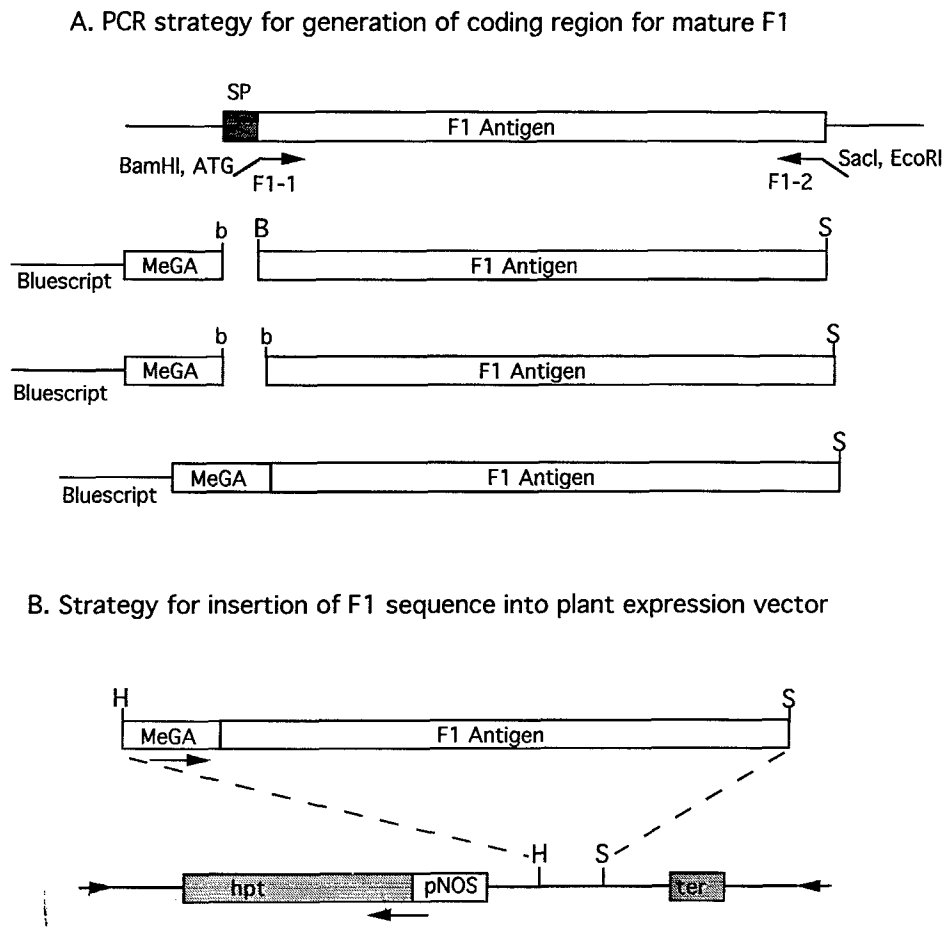 A. PCR strategy for generation of coding region for mature F1
SP
F1 Antigen
BamHI, ATG
F1-1
F1-2
SacI, EcoRI
b B S
MeGA F1 Antigen
Bluescript
b b S
MeGA F1 Antigen
Bluescript
S
MeGA F1 Antigen
Bluescript
B. Strategy for insertion of F1 sequence into plant expression vector
H S
MeGA F1 Antigen
H S
hpt pNOS ter